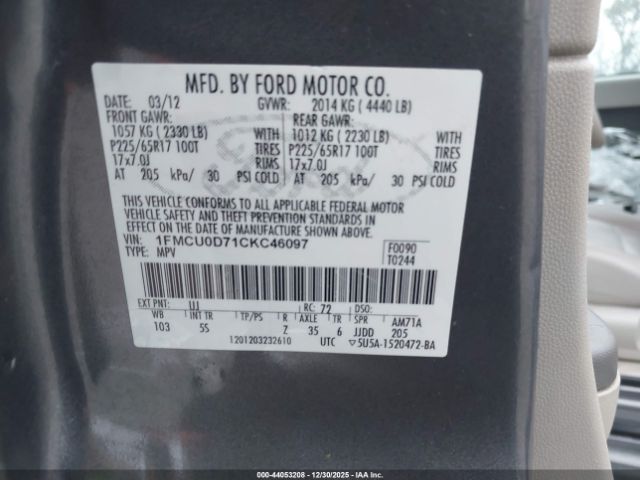 MFD. BY FORD MOTOR CO.
DATE: 03/12 GVWR: 2014 KG ( 4440 LB)
FRONT GAWR: REAR GAWR:
1057 KG ( 2330 LB) WITH 1012 KG ( 2230 LB) WITH
P225/65R17 100T TIRES P225/65R17 100T TIRES
17x7.0J RIMS 17x7.0J RIMS
AT 205 kPa/ 30 PSI COLD AT 205 kPa/ 30 PSI COLD
THIS VEHICLE CONFORMS TO ALL APPLICABLE FEDERAL MOTOR
VEHICLE SAFETY AND THEFT PREVENTION STANDARDS IN
EFFECT ON THE DATE OF MANUFACTURE SHOWN ABOVE.
VIN: 1FMCU0D71CKC46097 F0090
TYPE: MPV T0244
EXT PNT: UJ RC: 72 DSO:
WB INT TR TP/PS R AXLE TR SPR AM71A
103 5S Z 35 6 JJDD 205
1201203232610 UTC ▽5U5A-1520472-BA
IAA
#44053208 - 12/30/2025 - IAAI.COM